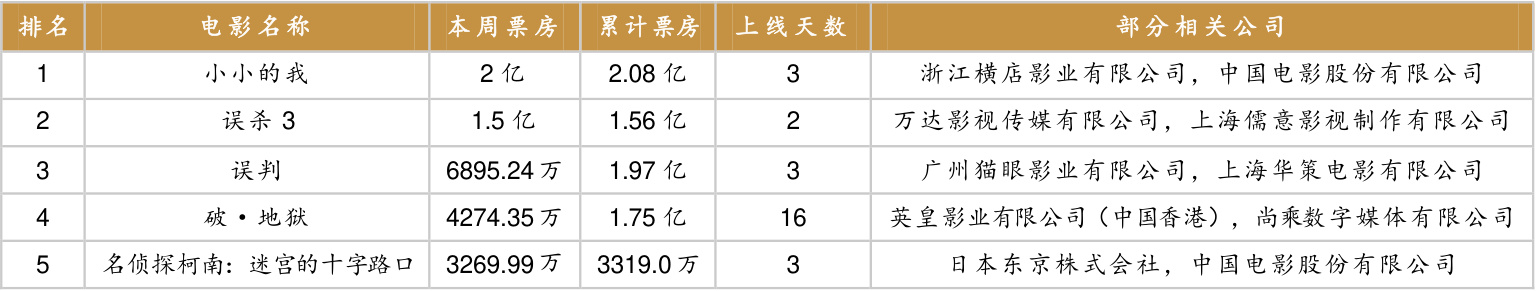 排名 电影名称 本周票房 累计票房 上线天数 部分相关公司
1 小小的我 2 亿 2.08 亿 3 浙江横店影业有限公司，中国电影股份有限公司
2 误杀 3 1.5 亿 1.56 亿 2 万达影视传媒有限公司，上海儒意影视制作有限公司
3 误判 6895.24 万 1.97 亿 3 广州猫眼影业有限公司，上海华策电影有限公司
4 破·地狱 4274.35 万 1.75 亿 16 英皇影业有限公司（中国香港），尚乘数字媒体有限公司
5 名侦探柯南：迷宫的十字路口 3269.99 万 3319.0 万 3 日本东京株式会社，中国电影股份有限公司